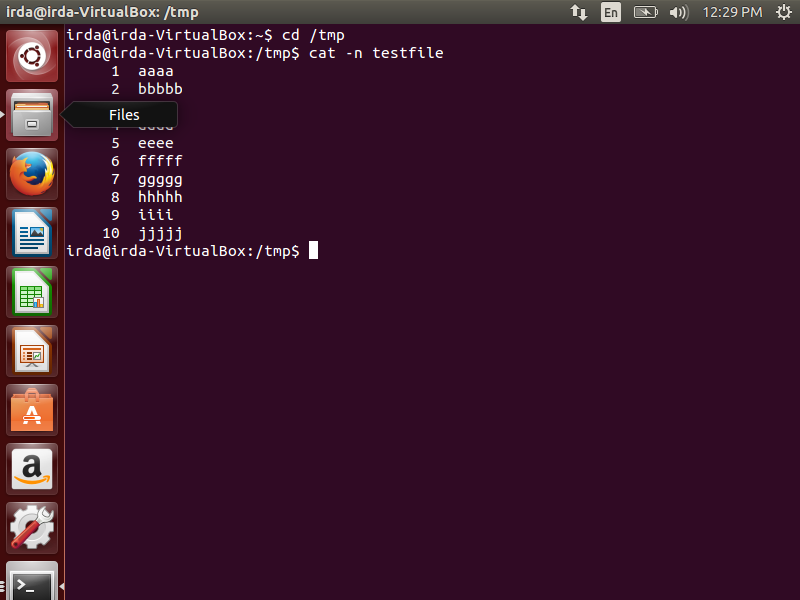 irda@irda-VirtualBox: /tmp
En
12:29 PM
irda@irda-VirtualBox:~$ cd /tmp
irda@irda-VirtualBox:/tmp$ cat -n testfile
1 aaaa
2 bbbbb
Files
5 eeee
6 fffff
7 ggggg
8 hhhhh
9 iiii
10 jjjjj
irda@irda-VirtualBox:/tmp$